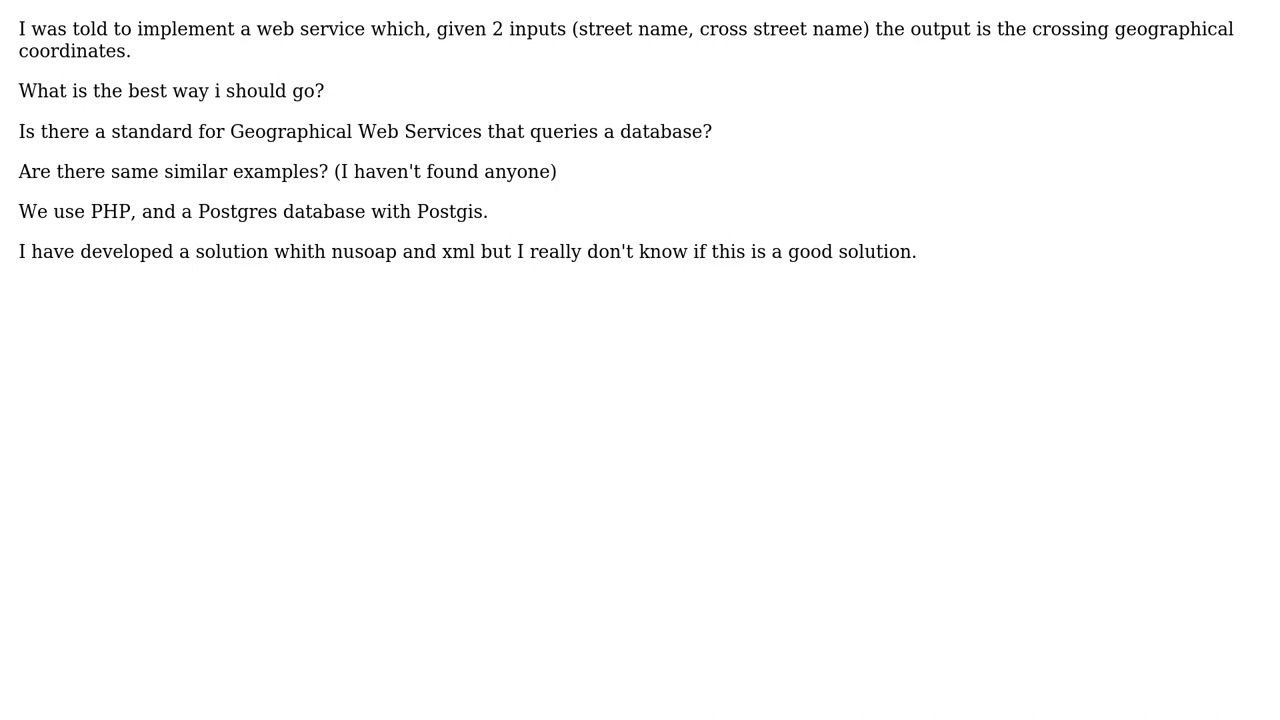 I was told to implement a web service which, given 2 inputs (street name, cross street name) the output is the crossing geographical
coordinates.
What is the best way i should go?
Is there a standard for Geographical Web Services that queries a database?
Are there same similar examples? (I haven't found anyone)
We use PHP, and a Postgres database with Postgis.
I have developed a solution whith nusoap and xml but I really don't know if this is a good solution.